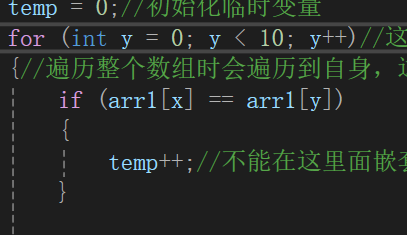 temp = 0;//初始化临时变量
for (int y = 0; y < 10; y++)//这
{//遍历整个数组时会遍历到自身，
if (arr1[x] == arr1[y])
{
temp++;//不能在这里面嵌套
}